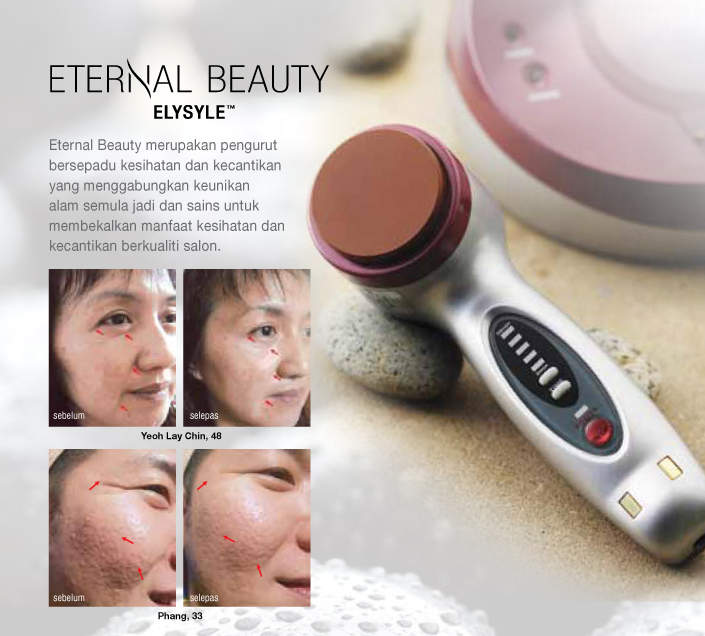 ETERNAL BEAUTY
ELYSYLE™
Eternal Beauty merupakan pengurut
bersepadu kesihatan dan kecantikan
yang menggabungkan keunikan
alam semula jadi dan sains untuk
membekalkan manfaat kesihatan dan
kecantikan berkualiti salon.
sebelum
selepas
Yeoh Lay Chin, 48
sebelum
selepas
Phang, 33